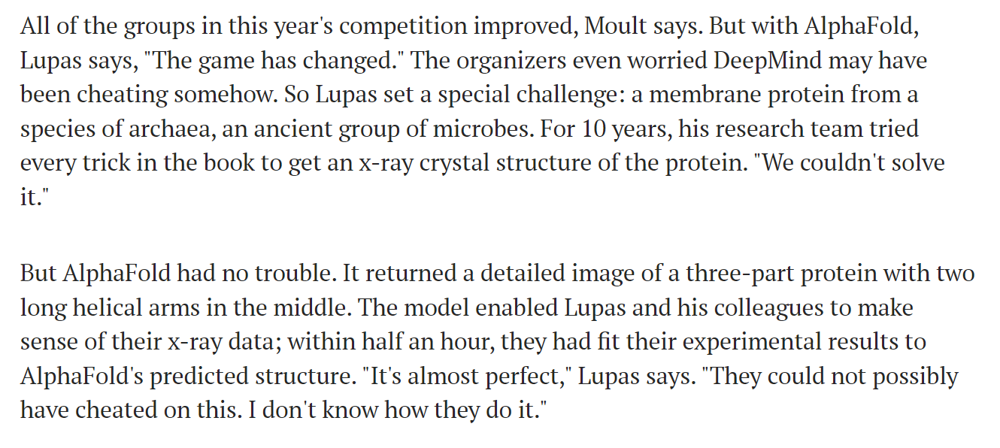 All of the groups in this year's competition improved, Moult says. But with AlphaFold,
Lupas says, "The game has changed." The organizers even worried DeepMind may have
been cheating somehow. So Lupas set a special challenge: a membrane protein from a
species of archaea, an ancient group of microbes. For 10 years, his research team tried
every trick in the book to get an x-ray crystal structure of the protein. "We couldn't solve
it."
But AlphaFold had no trouble. It returned a detailed image of a three-part protein with two
long helical arms in the middle. The model enabled Lupas and his colleagues to make
sense of their x-ray data; within half an hour, they had fit their experimental results to
AlphaFold's predicted structure. "It's almost perfect," Lupas says. "They could not possibly
have cheated on this. I don't know how they do it."